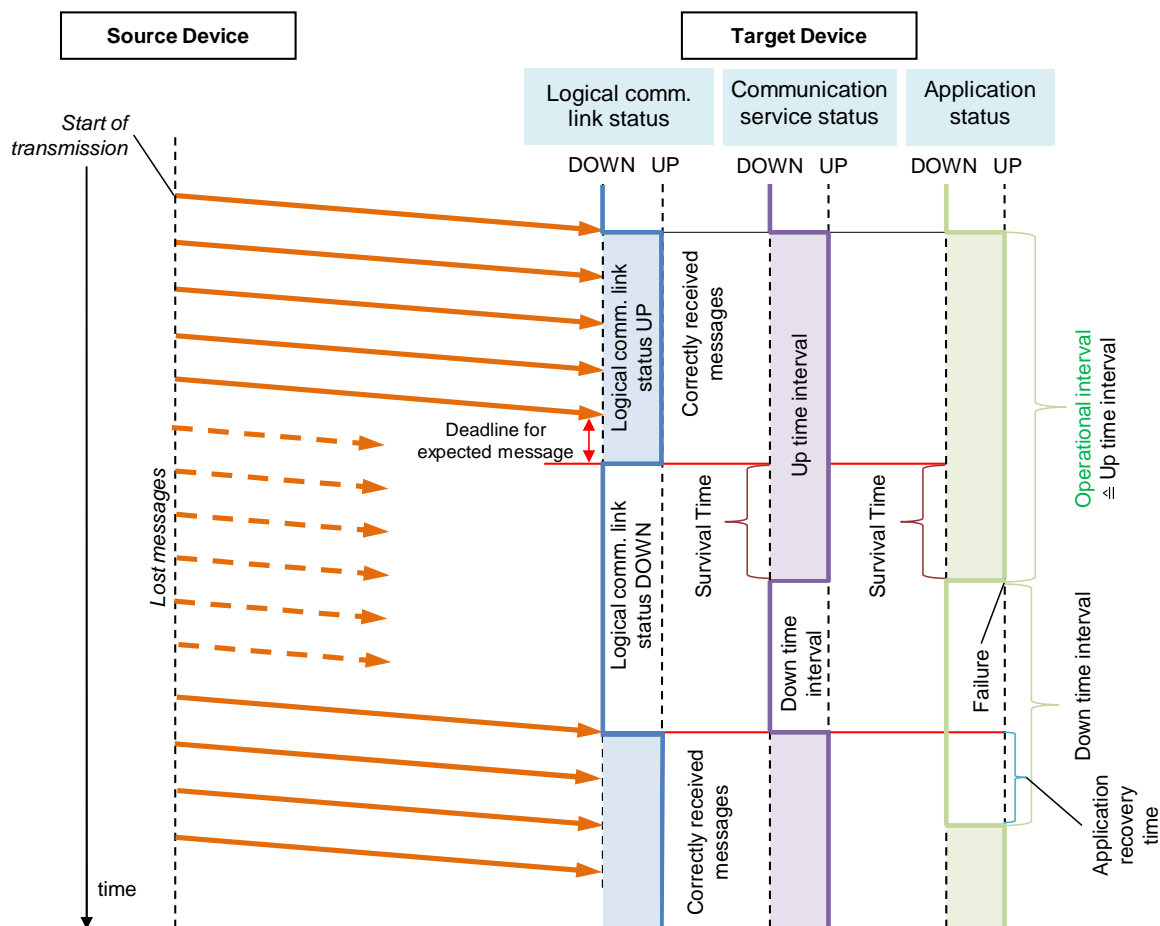 Source Device
Target Device
Logical comm.
link status
Communication
service status
Application
status
Start of
transmission
DOWN UP
DOWN UP
DOWN UP
Logical comm. link
status UP
Correctly received
messages
Up time interval
Operational interval
≙ Up time interval
Deadline for
expected message
Lost messages
Logical comm. link
status DOWN
Survival Time
Survival Time
Down time
interval
Failure
Down time interval
Application
recovery
time
Correctly received
messages
time